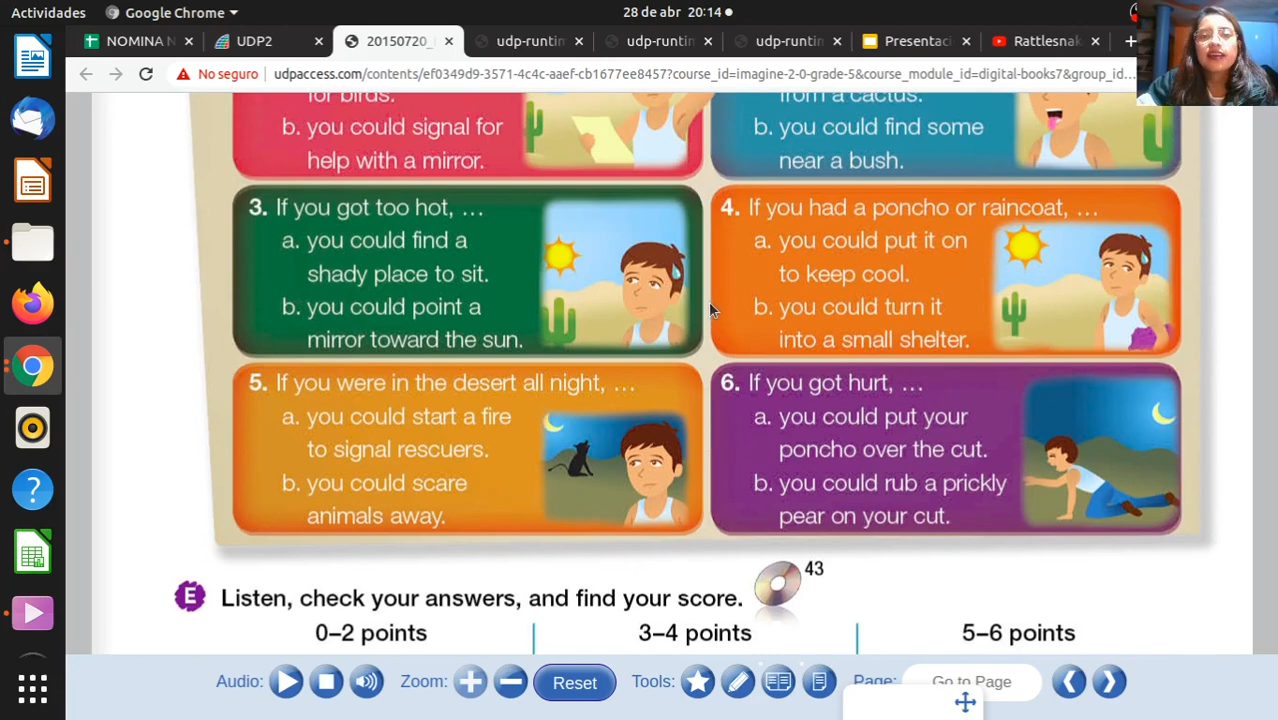 Actividades
Google Chrome
28 de abr 20:14
NOMINA N
UDP2
20150720_
udp-runtin
udp-runtin
udp-runtin
Presentaci
Rattlesnak
No seguro
udpaccess.com/contents/ef0349d9-3571-4c4c-aaef-cb1677ee8457?course_id=imagine-2-0-grade-5&course_module_id=digital-books7&group_id...
for birds.
b. you could signal for
help with a mirror.
from a cactus.
b. you could find some
near a bush.
3. If you got too hot, ...
a. you could find a
shady place to sit.
b. you could point a
mirror toward the sun.
4. If you had a poncho or raincoat, ...
a. you could put it on
to keep cool.
b. you could turn it
into a small shelter.
5. If you were in the desert all night, ...
a. you could start a fire
to signal rescuers.
b. you could scare
animals away.
6. If you got hurt, ...
a. you could put your
poncho over the cut.
b. you could rub a prickly
pear on your cut.
E Listen, check your answers, and find your score. 43
0–2 points
3–4 points
5–6 points
Audio:
Zoom:
Reset
Tools:
Page:
Go to Page